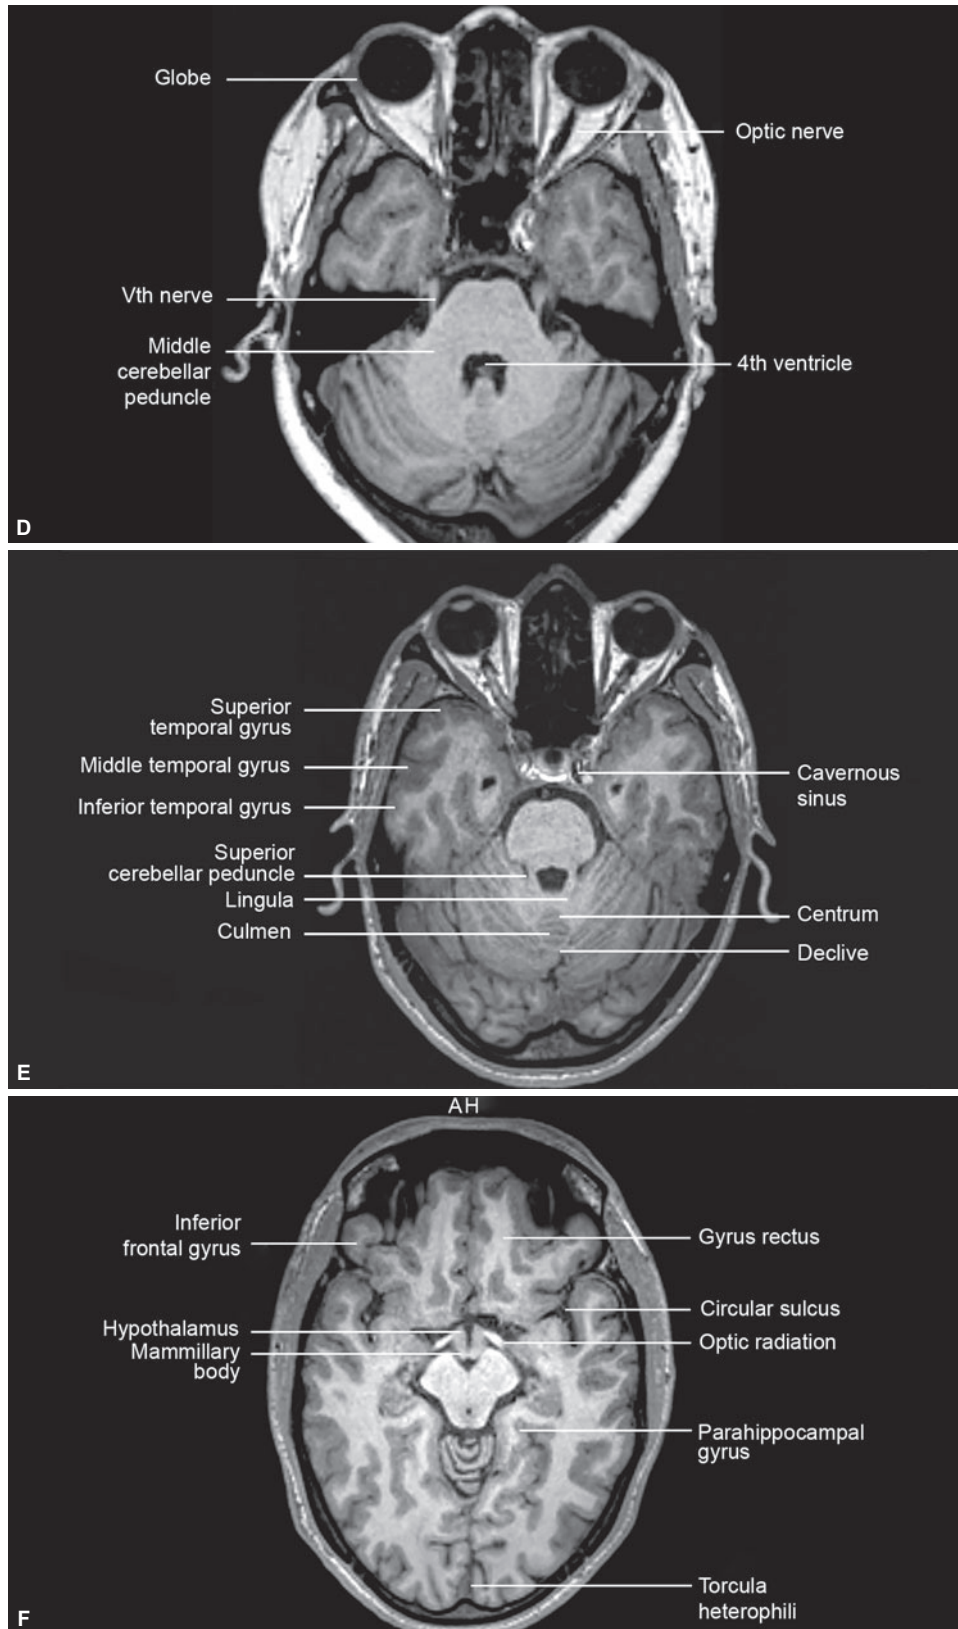 Globe
Optic nerve
Vth nerve
Middle
cerebellar
peduncle
4th ventricle
D
Superior
temporal gyrus
Middle temporal gyrus
Inferior temporal gyrus
Cavernous
sinus
Superior
cerebellar peduncle
Lingula
Culmen
Centrum
Declive
E
AH
Inferior
frontal gyrus
Gyrus rectus
Circular sulcus
Hypothalamus
Mammillary
body
Optic radiation
Parahippocampal
gyrus
Torcula
heterophili
F